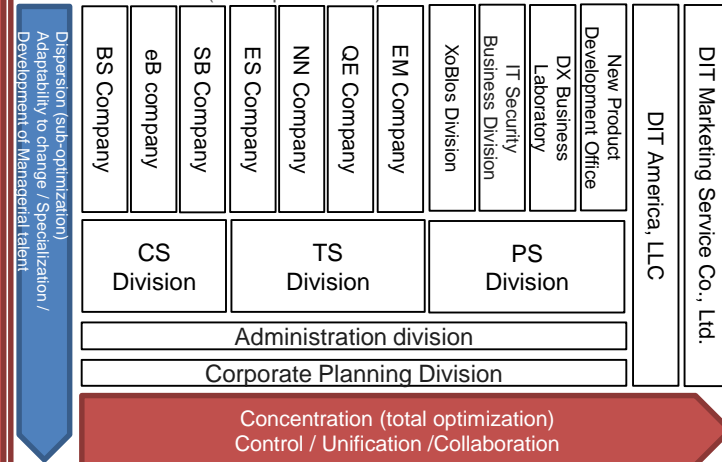 Dispersion (sub-optimization)
Adaptability to change / Specialization /
Development of Managerial talent
BS Company
eB company
SB Company
ES Company
NN Company
QE Company
EM Company
XoBlos Division
IT Security
Business Division
DX Business
Laboratory
New Product
Development Office
DIT America, LLC
DIT Marketing Service Co., Ltd.
CS
Division
TS
Division
PS
Division
Administration division
Corporate Planning Division
Concentration (total optimization)
Control / Unification /Collaboration